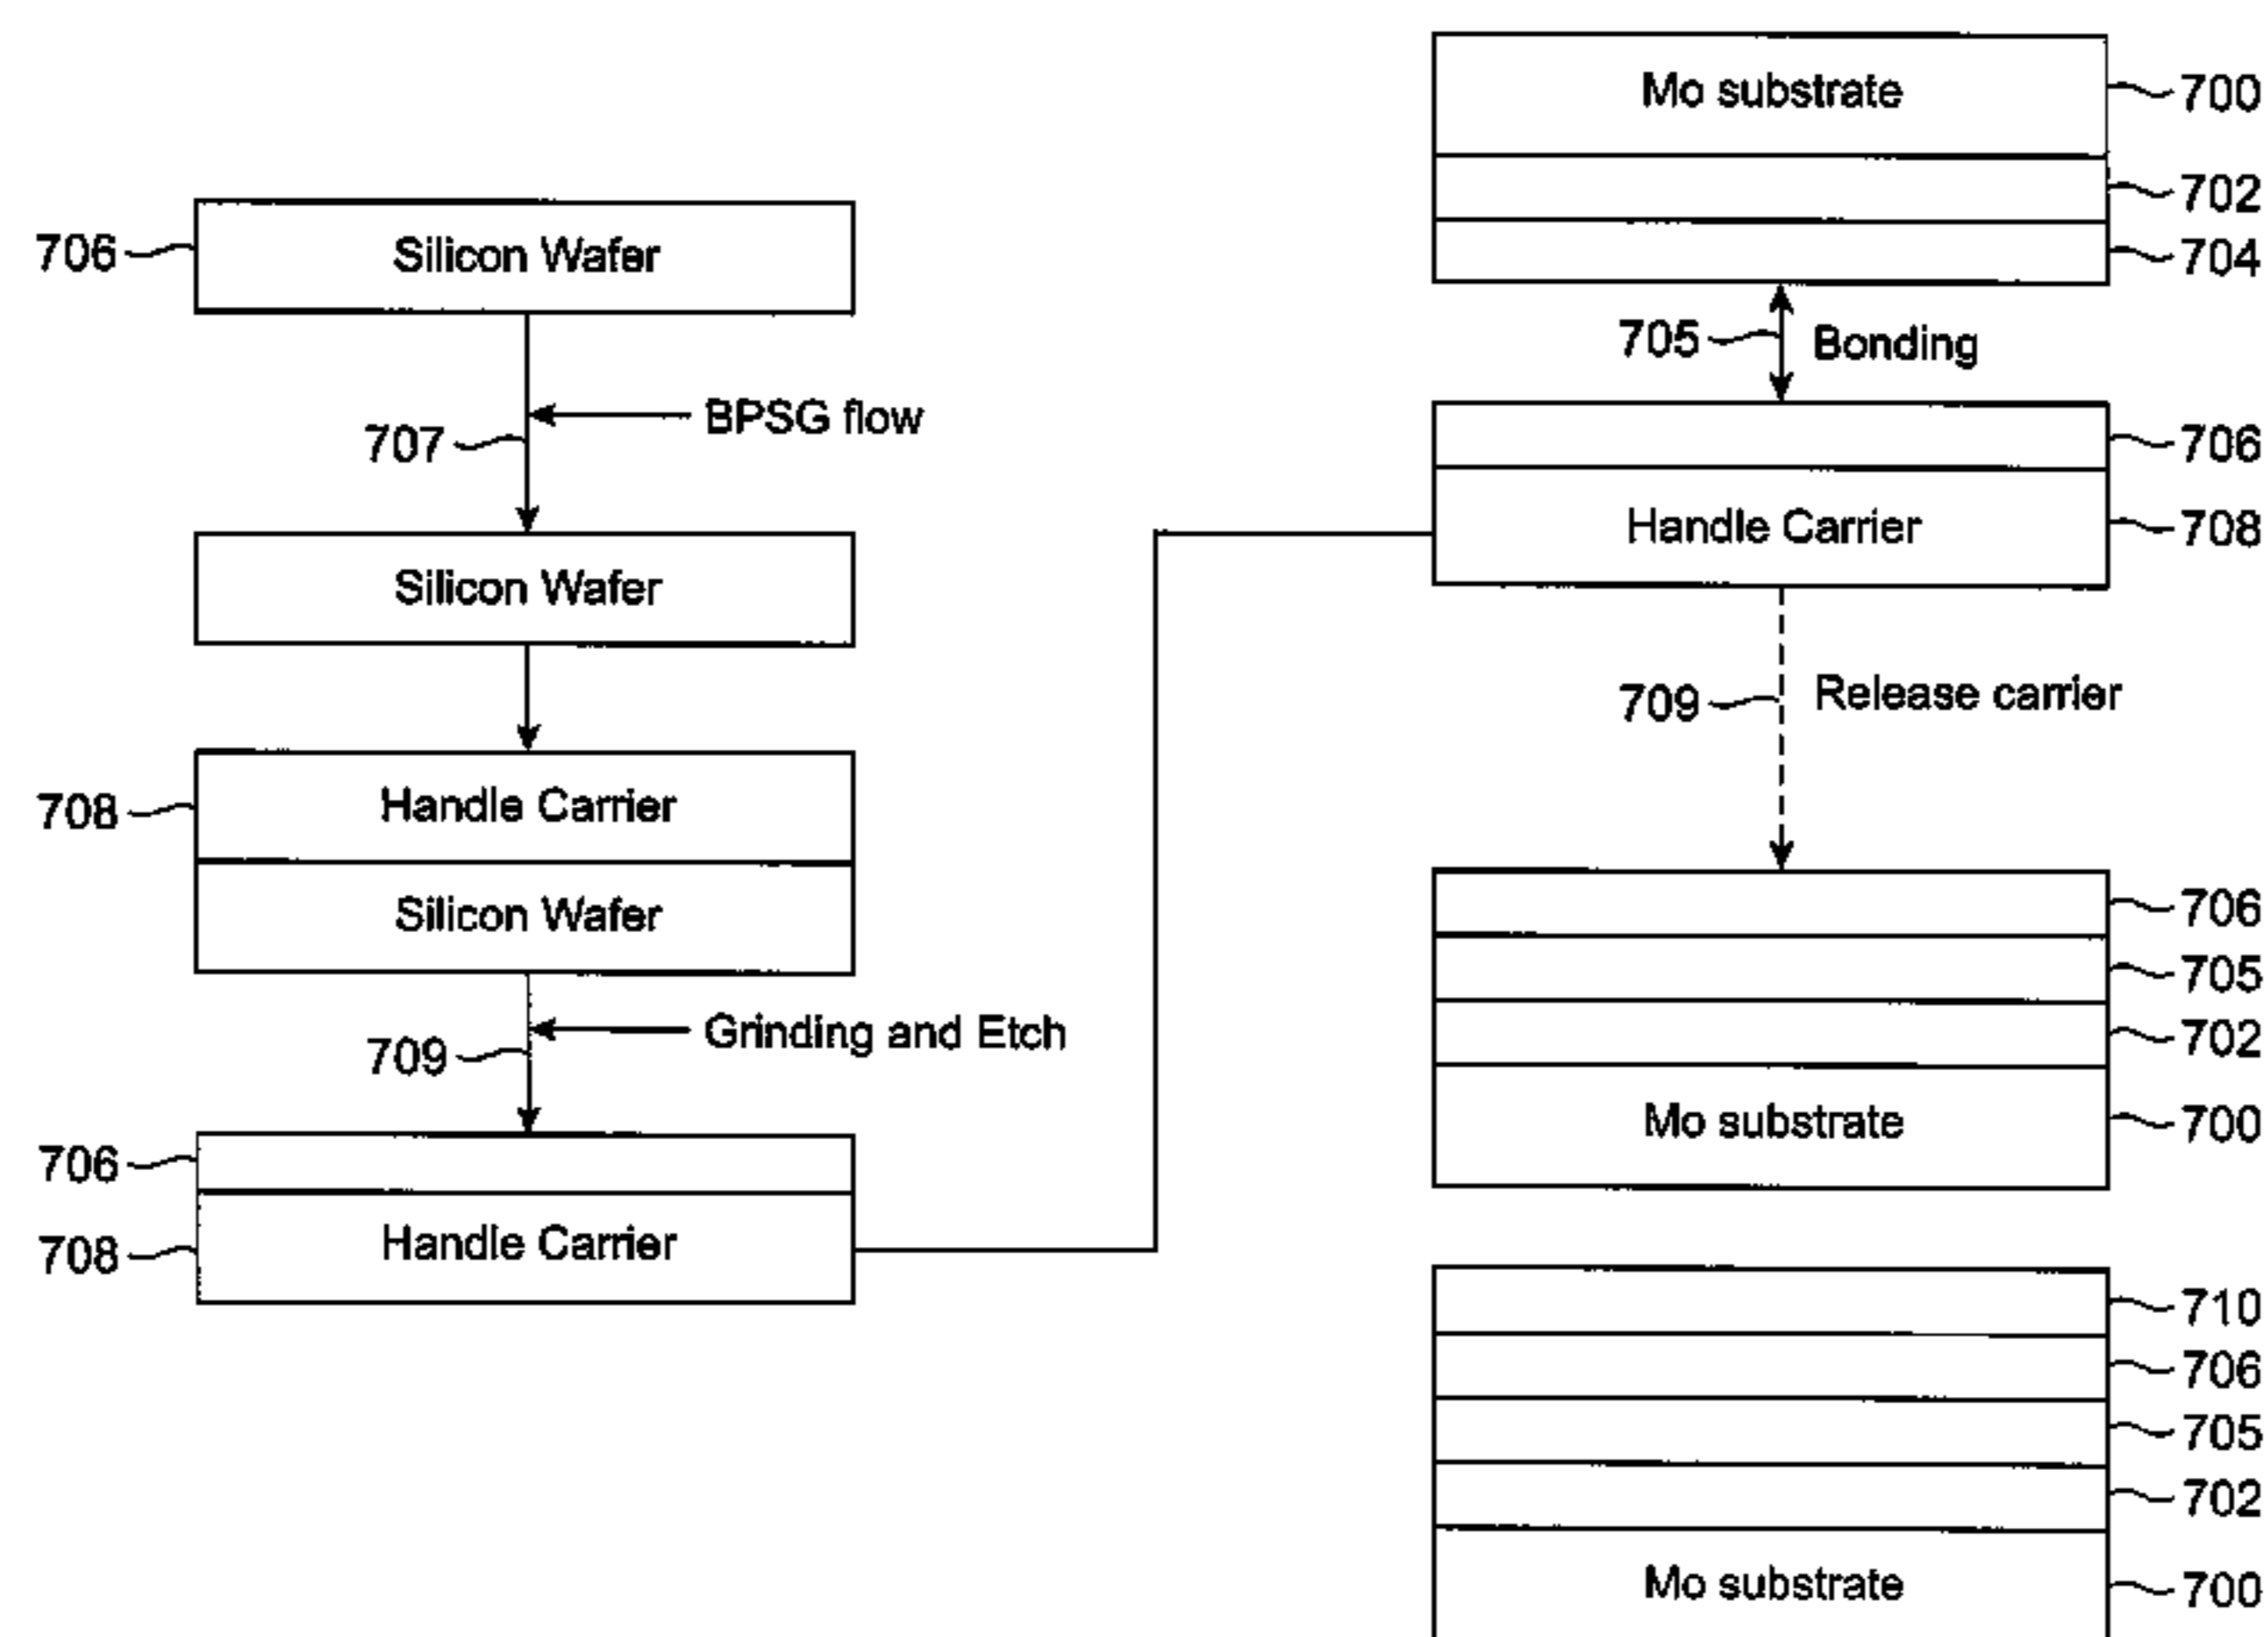 706
Silicon Wafer
707
BPSG flow
Silicon Wafer
708
Handle Carrier
Silicon Wafer
709
Grinding and Etch
706
708
Handle Carrier
Mo substrate
700
702
704
705
Bonding
706
Handle Carrier
708
709
Release carrier
706
705
702
Mo substrate
700
710
706
705
702
Mo substrate
700